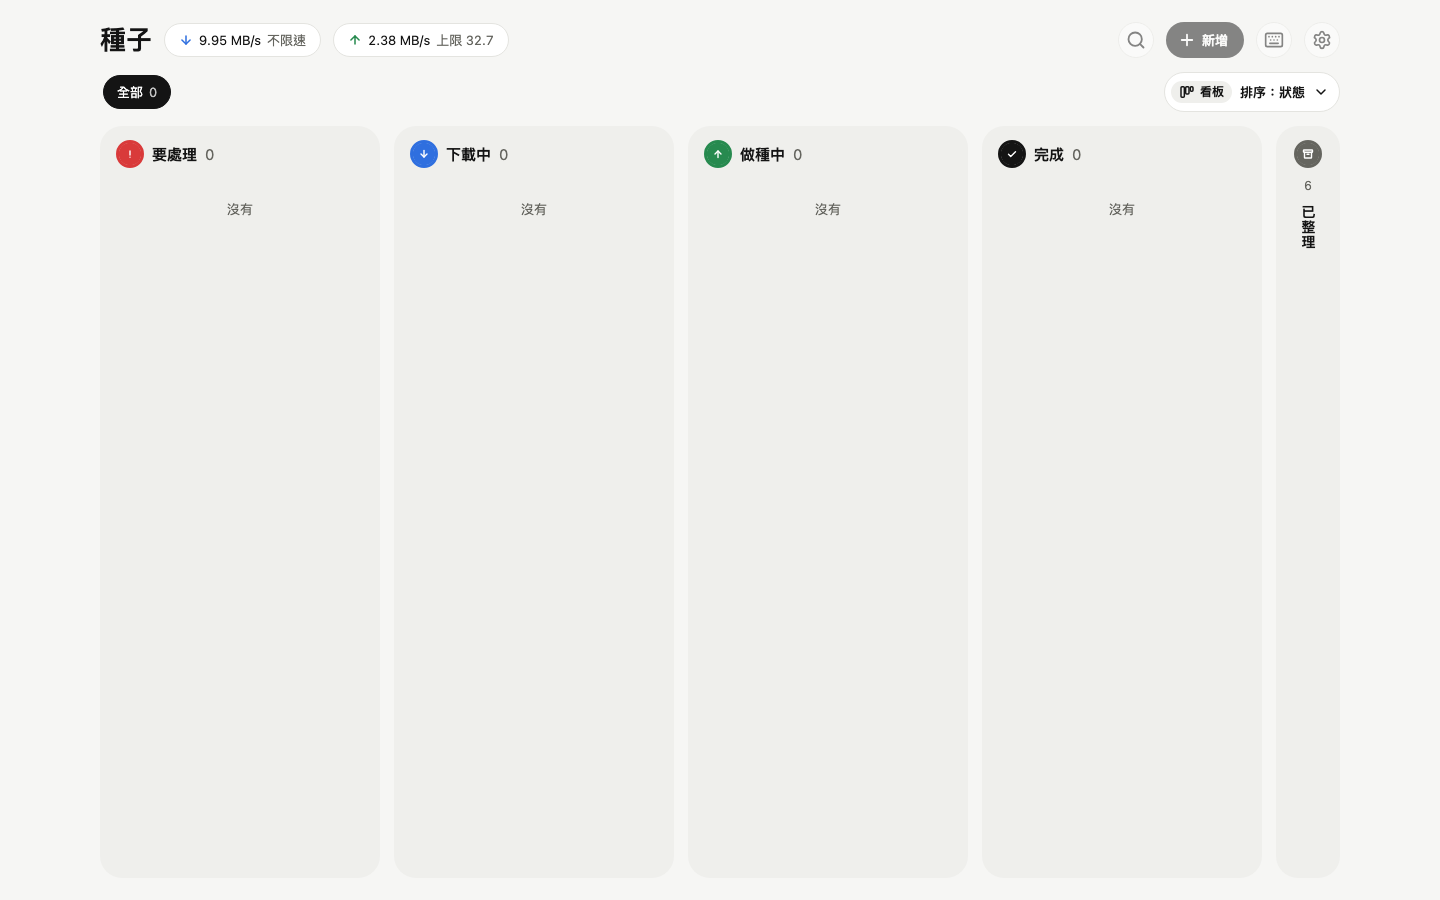 種子
9.95 MB/s 不限速
2.38 MB/s 上限 32.7
新增
全部 0
看板
排序：狀態
要處理 0
沒有
下載中 0
沒有
做種中 0
沒有
完成 0
沒有
6
已整理